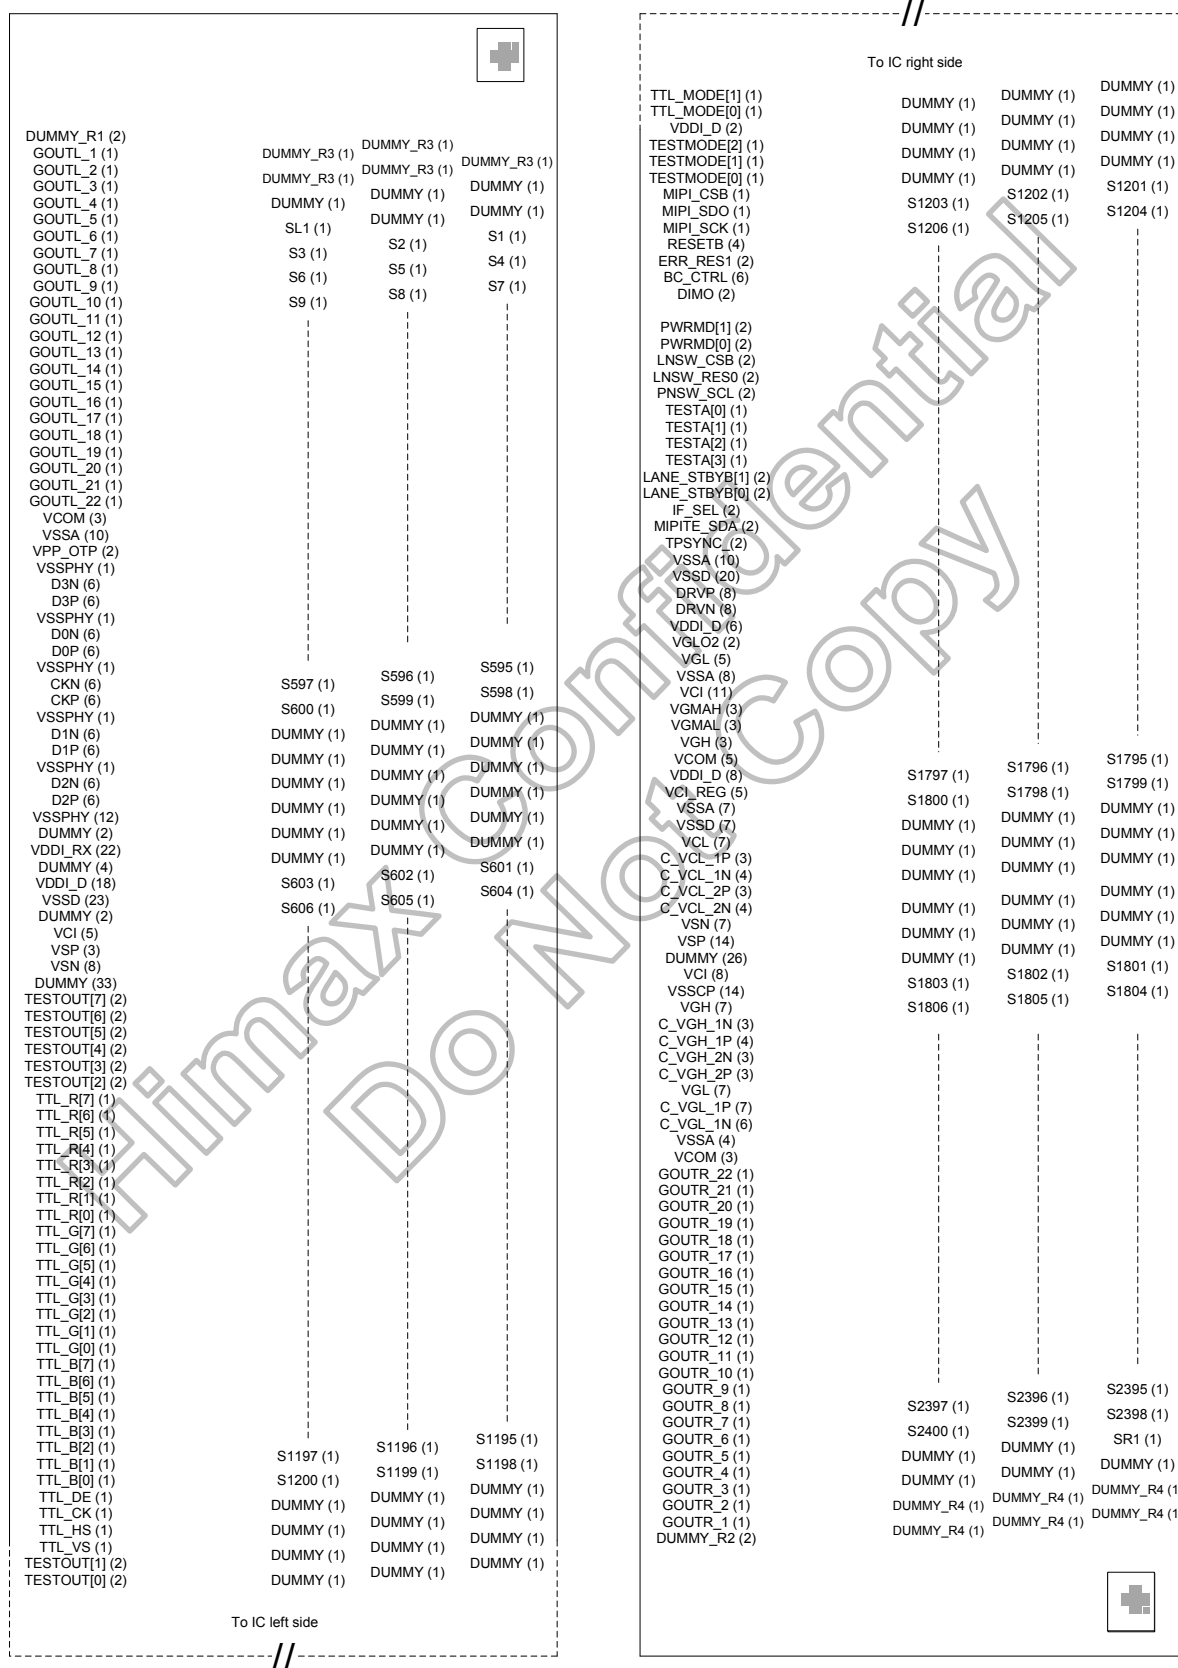 DUMMY_R1 (2)
GOUTL_1 (1)
GOUTL_2 (1)
GOUTL_3 (1)
GOUTL_4 (1)
GOUTL_5 (1)
GOUTL_6 (1)
GOUTL_7 (1)
GOUTL_8 (1)
GOUTL_9 (1)
GOUTL_10 (1)
GOUTL_11 (1)
GOUTL_12 (1)
GOUTL_13 (1)
GOUTL_14 (1)
GOUTL_15 (1)
GOUTL_16 (1)
GOUTL_17 (1)
GOUTL_18 (1)
GOUTL_19 (1)
GOUTL_20 (1)
GOUTL_21 (1)
GOUTL_22 (1)
VCOM (3)
VSSA (10)
VPP_OTP (2)
VSSPHY (1)
D3N (6)
D3P (6)
VSSPHY (1)
D0N (6)
D0P (6)
VSSPHY (1)
CKN (6)
CKP (6)
VSSPHY (1)
D1N (6)
D1P (6)
VSSPHY (1)
D2N (6)
D2P (6)
VSSPHY (12)
DUMMY (2)
VDDI_RX (22)
DUMMY (4)
VDDI_D (18)
VSSD (23)
DUMMY (2)
VCI (5)
VSP (3)
VSN (8)
DUMMY (33)
TESTOUT[7] (2)
TESTOUT[6] (2)
TESTOUT[5] (2)
TESTOUT[4] (2)
TESTOUT[3] (2)
TESTOUT[2] (2)
TTL_R[7] (1)
TTL_R[6] (1)
TTL_R[5] (1)
TTL_R[4] (1)
TTL_R[3] (1)
TTL_R[2] (1)
TTL_R[1] (1)
TTL_R[0] (1)
TTL_G[7] (1)
TTL_G[6] (1)
TTL_G[5] (1)
TTL_G[4] (1)
TTL_G[3] (1)
TTL_G[2] (1)
TTL_G[1] (1)
TTL_G[0] (1)
TTL_B[7] (1)
TTL_B[6] (1)
TTL_B[5] (1)
TTL_B[4] (1)
TTL_B[3] (1)
TTL_B[2] (1)
TTL_B[1] (1)
TTL_B[0] (1)
TTL_DE (1)
TTL_CK (1)
TTL_HS (1)
TTL_VS (1)
TESTOUT[1] (2)
TESTOUT[0] (2)
DUMMY_R3 (1)
DUMMY_R3 (1)
DUMMY (1)
SL1 (1)
S3 (1)
S6 (1)
S9 (1)
S597 (1)
S600 (1)
DUMMY (1)
DUMMY (1)
DUMMY (1)
DUMMY (1)
DUMMY (1)
DUMMY (1)
S603 (1)
S606 (1)
S1197 (1)
S1200 (1)
DUMMY (1)
DUMMY (1)
DUMMY (1)
DUMMY (1)
DUMMY_R3 (1)
DUMMY_R3 (1)
DUMMY (1)
DUMMY (1)
S2 (1)
S5 (1)
S8 (1)
S596 (1)
S599 (1)
DUMMY (1)
DUMMY (1)
DUMMY (1)
DUMMY (1)
DUMMY (1)
DUMMY (1)
S602 (1)
S605 (1)
S1196 (1)
S1199 (1)
DUMMY (1)
DUMMY (1)
DUMMY (1)
DUMMY (1)
DUMMY_R3 (1)
DUMMY (1)
DUMMY (1)
S1 (1)
S4 (1)
S7 (1)
S595 (1)
S598 (1)
DUMMY (1)
DUMMY (1)
DUMMY (1)
DUMMY (1)
DUMMY (1)
DUMMY (1)
S601 (1)
S604 (1)
S1195 (1)
S1198 (1)
DUMMY (1)
DUMMY (1)
DUMMY (1)
DUMMY (1)
To IC left side
To IC right side
TTL_MODE[1] (1)
TTL_MODE[0] (1)
VDDI_D (2)
TESTMODE[2] (1)
TESTMODE[1] (1)
TESTMODE[0] (1)
MIPI_CSB (1)
MIPI_SDO (1)
MIPI_SCK (1)
RESETB (4)
ERR_RES1 (2)
BC_CTRL (6)
DIMO (2)
PWRMD[1] (2)
PWRMD[0] (2)
LNSW_CSB (2)
LNSW_RES0 (2)
PNSW_SCL (2)
TESTA[0] (1)
TESTA[1] (1)
TESTA[2] (1)
TESTA[3] (1)
LANE_STBYB[1] (2)
LANE_STBYB[0] (2)
IF_SEL (2)
MIPITE_SDA (2)
TPSYNC_(2)
VSSA (10)
VSSD (20)
DRVP (8)
DRVN (8)
VDDI_D (6)
VGLO2 (2)
VGL (5)
VSSA (8)
VCI (11)
VGMAH (3)
VGMAL (3)
VGH (3)
VCOM (5)
VDDI_D (8)
VCI_REG (5)
VSSA (7)
VSSD (7)
VCL (7)
C_VCL_1P (3)
C_VCL_1N (4)
C_VCL_2P (3)
C_VCL_2N (4)
VSN (7)
VSP (14)
DUMMY (26)
VCI (8)
VSSCP (14)
VGH (7)
C_VGH_1N (3)
C_VGH_1P (4)
C_VGH_2N (3)
C_VGH_2P (3)
VGL (7)
C_VGL_1P (7)
C_VGL_1N (6)
VSSA (4)
VCOM (3)
GOUTR_22 (1)
GOUTR_21 (1)
GOUTR_20 (1)
GOUTR_19 (1)
GOUTR_18 (1)
GOUTR_17 (1)
GOUTR_16 (1)
GOUTR_15 (1)
GOUTR_14 (1)
GOUTR_13 (1)
GOUTR_12 (1)
GOUTR_11 (1)
GOUTR_10 (1)
GOUTR_9 (1)
GOUTR_8 (1)
GOUTR_7 (1)
GOUTR_6 (1)
GOUTR_5 (1)
GOUTR_4 (1)
GOUTR_3 (1)
GOUTR_2 (1)
GOUTR_1 (1)
DUMMY_R2 (2)
DUMMY (1)
DUMMY (1)
DUMMY (1)
DUMMY (1)
S1203 (1)
S1206 (1)
S1797 (1)
S1800 (1)
DUMMY (1)
DUMMY (1)
DUMMY (1)
DUMMY (1)
DUMMY (1)
DUMMY (1)
S1803 (1)
S1806 (1)
S2397 (1)
S2400 (1)
DUMMY (1)
DUMMY (1)
DUMMY_R4 (1)
DUMMY_R4 (1)
DUMMY (1)
DUMMY (1)
DUMMY (1)
DUMMY (1)
S1202 (1)
S1205 (1)
S1796 (1)
S1798 (1)
DUMMY (1)
DUMMY (1)
DUMMY (1)
DUMMY (1)
DUMMY (1)
DUMMY (1)
S1802 (1)
S1805 (1)
S2396 (1)
S2399 (1)
DUMMY (1)
DUMMY (1)
DUMMY_R4 (1)
DUMMY_R4 (1)
DUMMY (1)
DUMMY (1)
DUMMY (1)
DUMMY (1)
S1201 (1)
S1204 (1)
S1795 (1)
S1799 (1)
DUMMY (1)
DUMMY (1)
DUMMY (1)
DUMMY (1)
DUMMY (1)
DUMMY (1)
S1801 (1)
S1804 (1)
S2395 (1)
S2398 (1)
SR1 (1)
DUMMY (1)
DUMMY_R4 (1
DUMMY_R4 (1
Himax Confidential
Do Not Copy